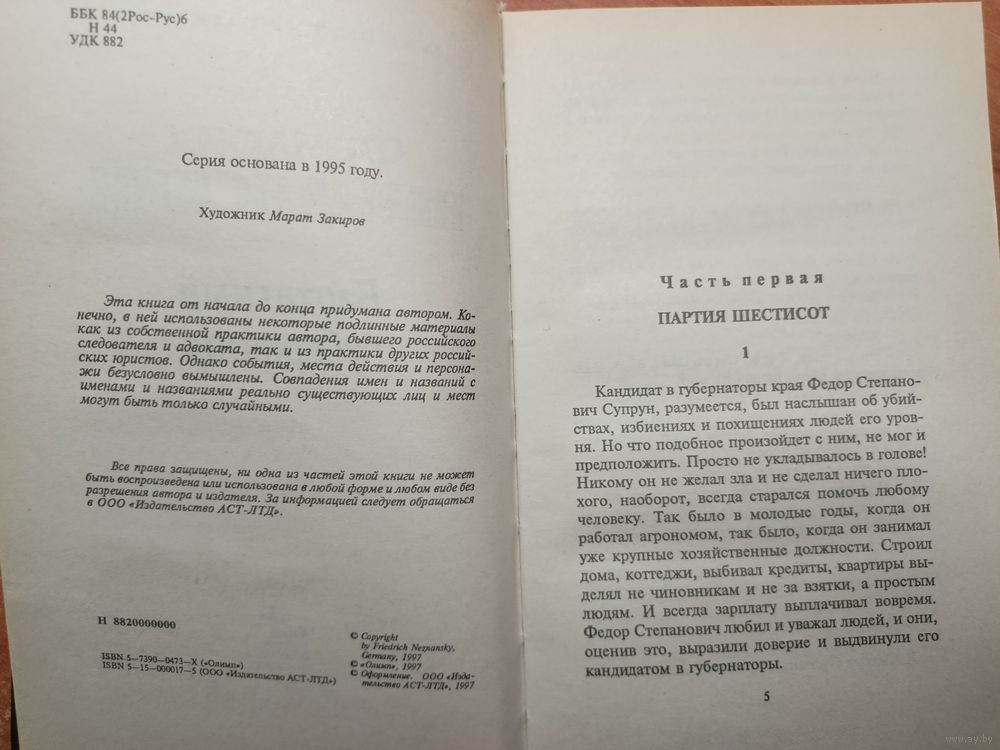 ББК 84(2Рос-Рус)6
Н 44
УДК 882
Серия основана в 1995 году.
Художник Марат Закиров
Эта книга от начала до конца придумана автором. Ко-
нечно, в ней использованы некоторые подлинные материалы
как из собственной практики автора, бывшего российского
следователя и адвоката, так и из практики других россий-
ских юристов. Однако события, места действия и персона-
жи безусловно вымышлены. Совпадения имен и названий с
именами и названиями реально существующих лиц и мест
могут быть только случайными.
Все права защищены, ни одна из частей этой книги не может
быть воспроизведена или использована в любой форме и любом виде без
разрешения автора и издателя. За информацией следует обращаться
в ООО «Издательство АСТ-ЛТД».
Н 8820000000
ISBN 5—7390—0473—X («Олимп»)
ISBN 5—15—000017—5 (ООО «Издательство АСТ-ЛТД»)
© Copyright
by Friedrich Neznansky,
Germany, 1997
© «Олимп», 1997
© Оформление. ООО «Изда-
тельство АСТ-ЛТД», 1997
Часть первая
ПАРТИЯ ШЕСТИСОТ
1
Кандидат в губернаторы края Федор Степано-
вич Супрун, разумеется, был наслышан об убий-
ствах, избиениях и похищениях людей его уров-
ня. Но что подобное произойдет с ним, не мог и
предположить. Просто не укладывалось в голове!
Никому он не желал зла и не сделал ничего пло-
хого, наоборот, всегда старался помочь любому
человеку. Так было в молодые годы, когда он
работал агрономом, так было, когда он занимал
уже крупные хозяйственные должности. Строил
дома, коттеджи, выбивал кредиты, квартиры вы-
делял не чиновникам и не за взятки, а простым
людям. И всегда зарплату выплачивал вовремя.
Федор Степанович любил и уважал людей, и они,
оценив это, выразили доверие и выдвинули его
кандидатом в губернаторы.
5
www.ay.by